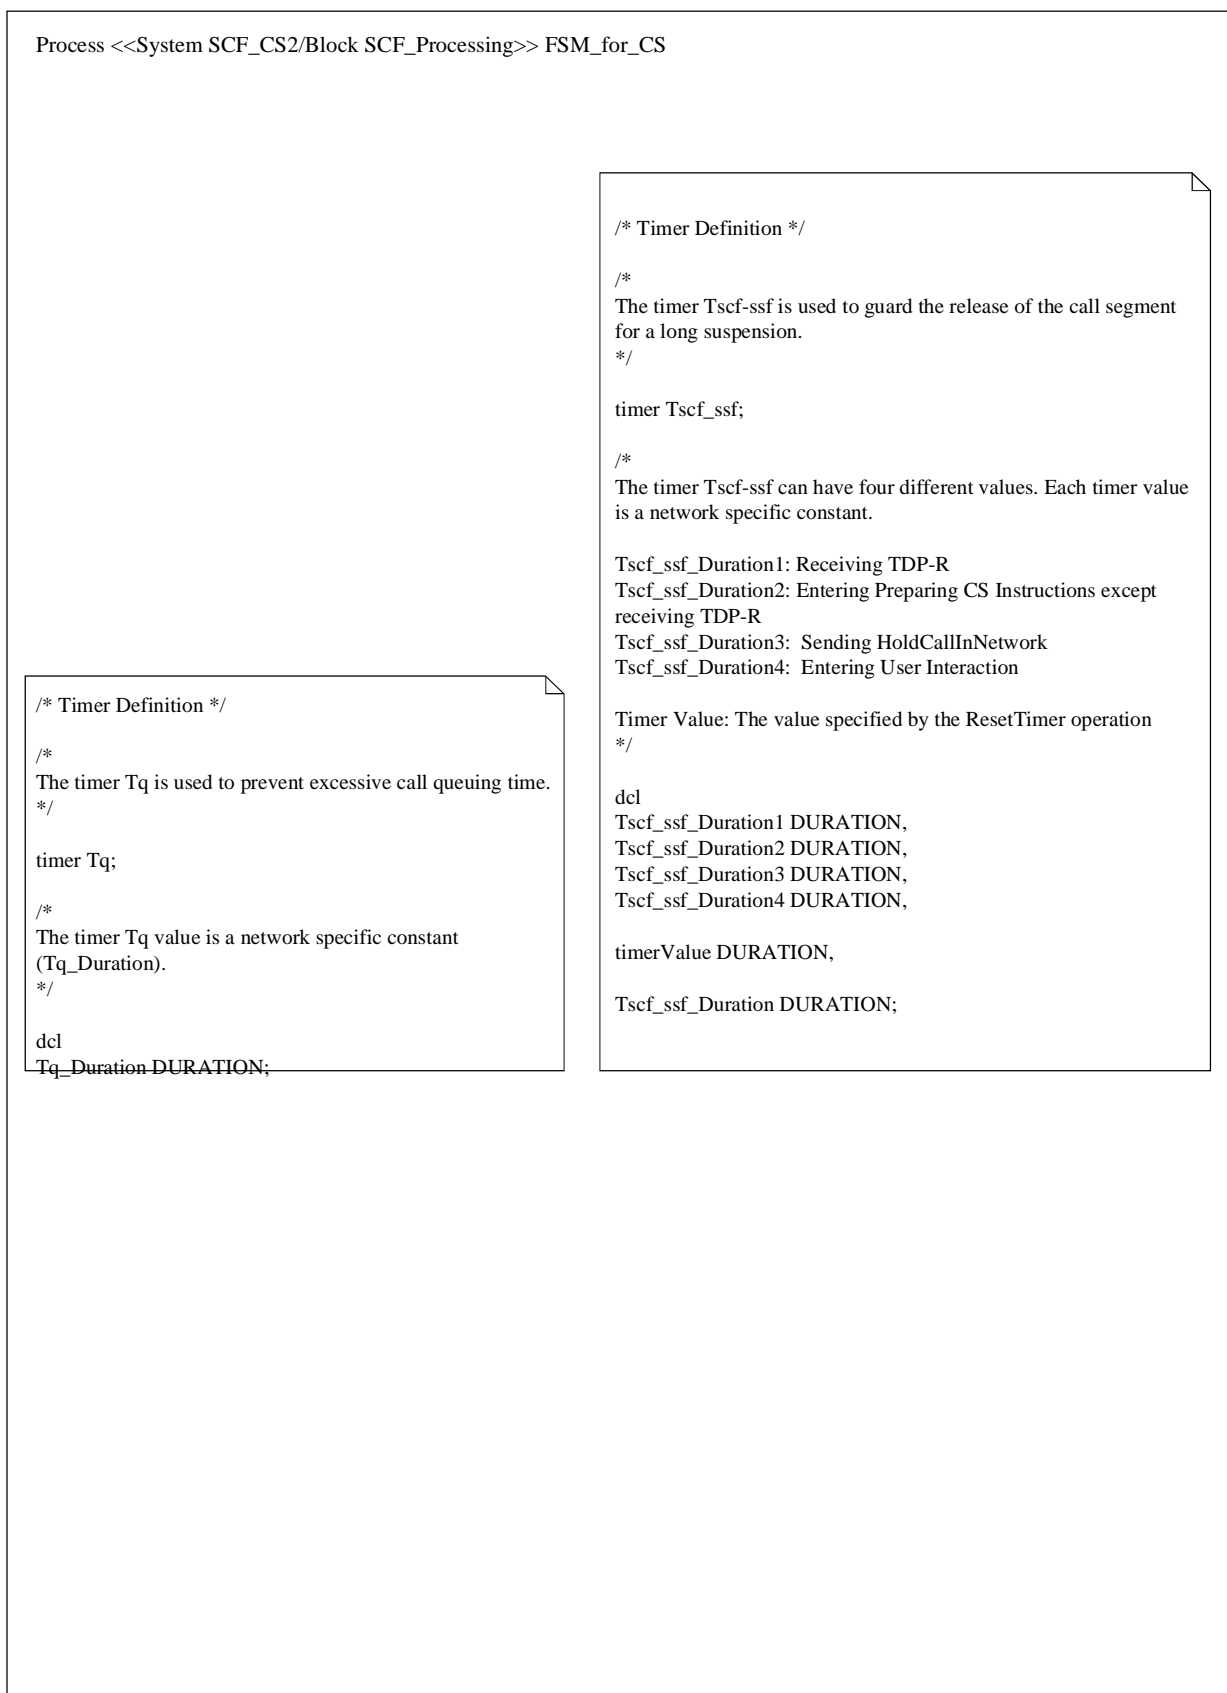 Process <<System SCF_CS2/Block SCF_Processing>> FSM_for_CS
/* Timer Definition */
/*
The timer Tscf-ssf is used to guard the release of the call segment
for a long suspension.
*/
timer Tscf_ssf;
/*
The timer Tscf-ssf can have four different values. Each timer value
is a network specific constant.
Tscf_ssf_Duration1: Receiving TDP-R
Tscf_ssf_Duration2: Entering Preparing CS Instructions except
receiving TDP-R
Tscf_ssf_Duration3:  Sending HoldCallInNetwork
Tscf_ssf_Duration4:  Entering User Interaction
Timer Value: The value specified by the ResetTimer operation
*/
dcl
Tscf_ssf_Duration1 DURATION,
Tscf_ssf_Duration2 DURATION,
Tscf_ssf_Duration3 DURATION,
Tscf_ssf_Duration4 DURATION,
timerValue DURATION,
Tscf_ssf_Duration DURATION;
/* Timer Definition */
/*
The timer Tq is used to prevent excessive call queuing time.
*/
timer Tq;
/*
The timer Tq value is a network specific constant
(Tq_Duration).
*/
dcl
Tq_Duration DURATION;